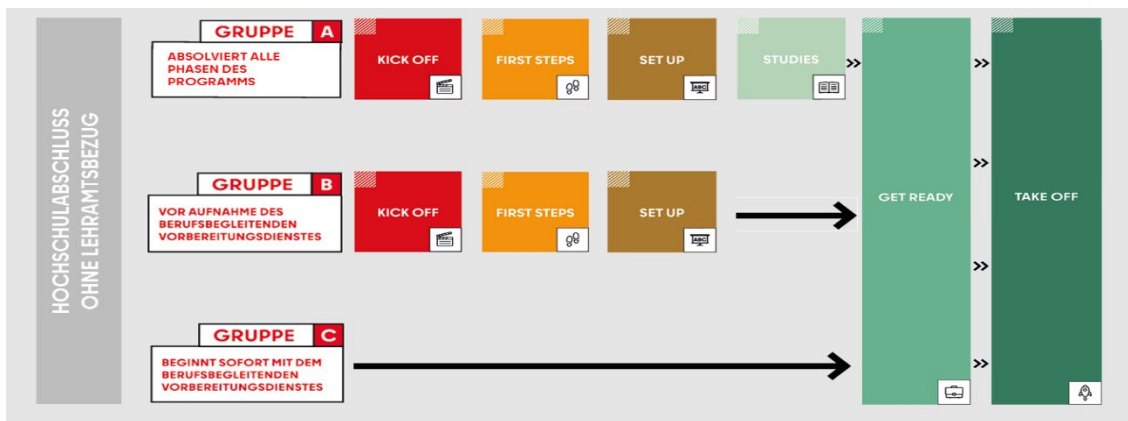 HOCHSCHULABSCHLUSS
OHNE LEHRAMTSBEZUG
GRUPPE A
ABSOLVIERT ALLE
PHASEN DES
PROGRAMMS
KICK OFF
FIRST STEPS
SET UP
ABC
STUDIES
GRUPPE B
VOR AUFNAHME DES
BERUFSBEGLEITENDEN
VORBEREITUNGSDIENSTES
KICK OFF
FIRST STEPS
SET UP
ABC
GET READY
TAKE OFF
GRUPPE C
BEGINNT SOFORT MIT DEM
BERUFSBEGLEITENDEN
VORBEREITUNGSDIENSTES